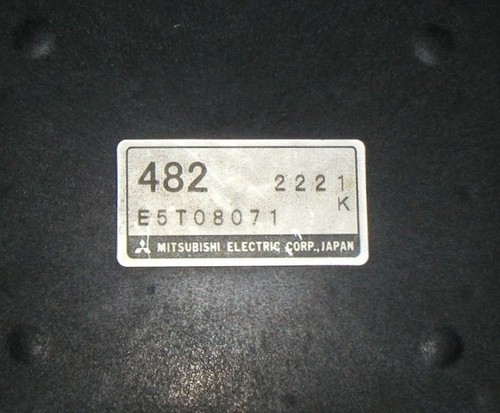 482 2221
K
E5T08071
MITSUBISHI ELECTRIC CORP., JAPAN